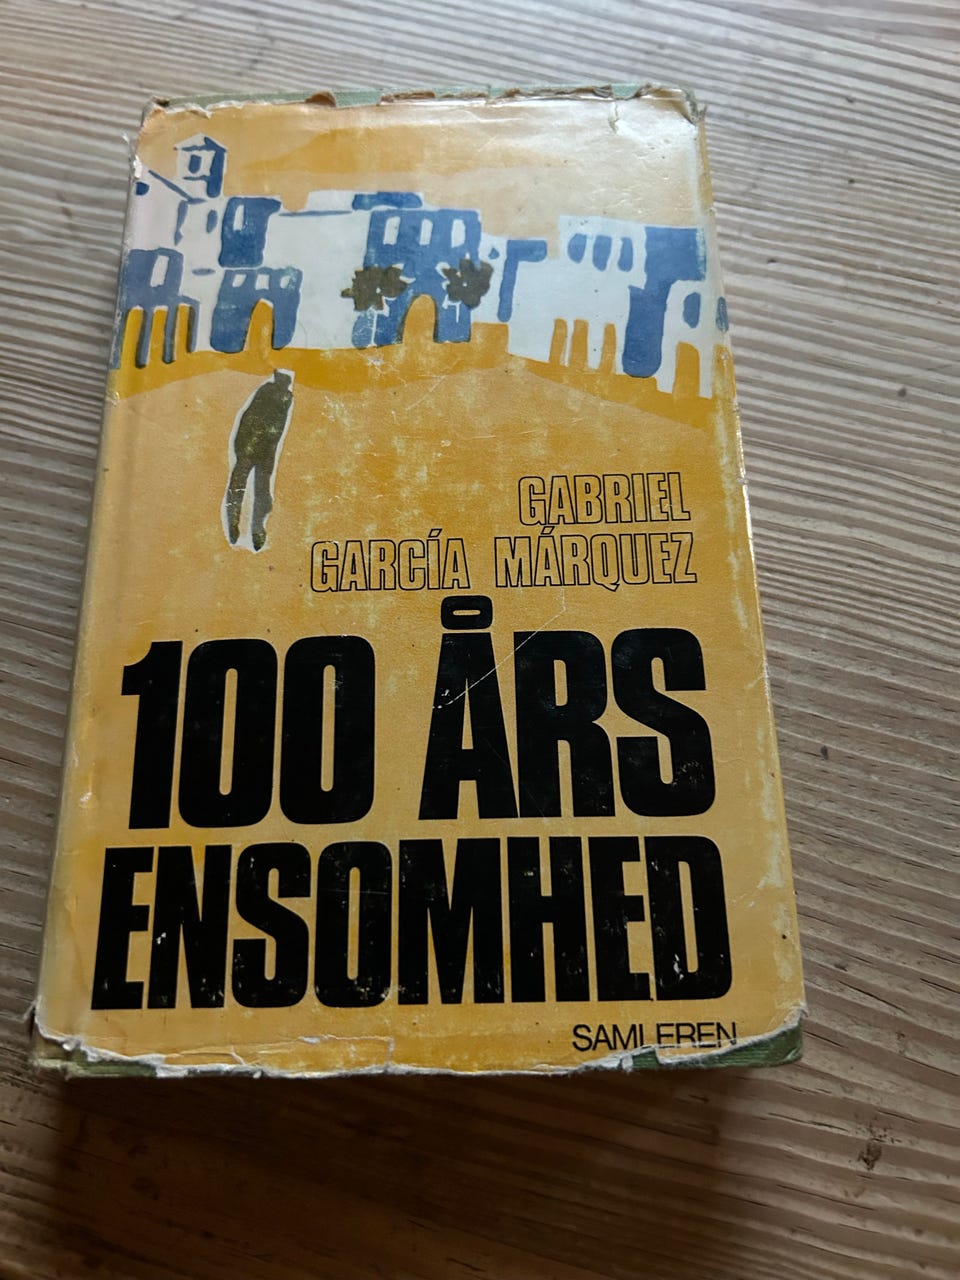 GABRIEL
GARCÍA MÁRQUEZ
100 ÅRS
ENSOMHED
SAMLEREN